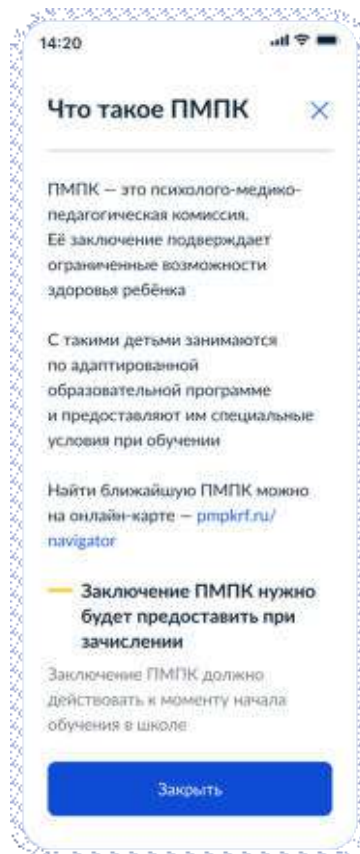 14:20
Что такое ПМПК
ПМПК — это психолого-медико-
педагогическая комиссия.
Её заключение подверждает
ограниченные возможности
здоровья ребёнка
С такими детьми занимаются
по адаптированной
образовательной программе
и предоставляют им специальные
условия при обучении
Найти ближайшую ПМПК можно
на онлайн-карте — pmpkrf.ru/
navigator
Заключение ПМПК нужно
будет предоставить при
зачислении
Заключение ПМПК должно
действовать к моменту начала
обучения в школе
Закрыть